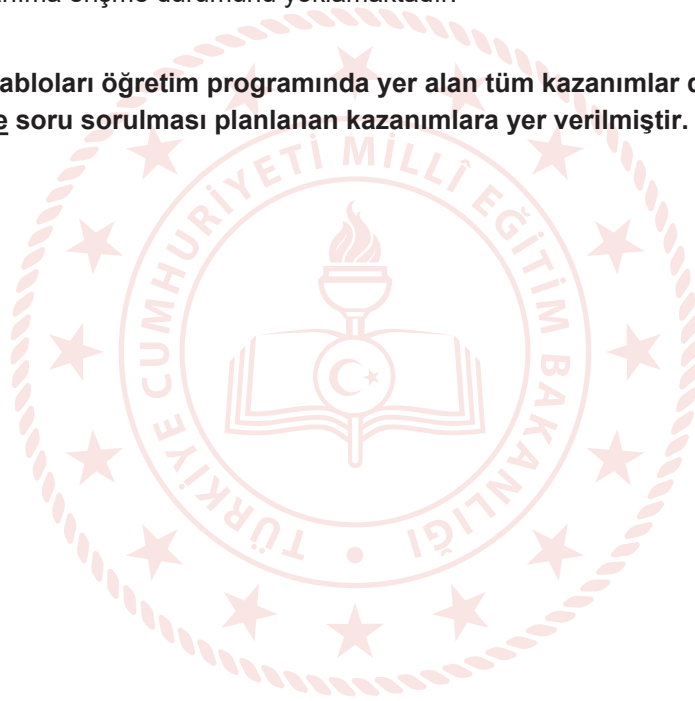 abloları öğretim programında yer alan tüm kazanımlar
soru sorulması planlanan kazanımlara yer verilmiştir.
TÜRKİYE CUMHURİYETİ MİLLÎ EĞİTİM BAKANLIĞI